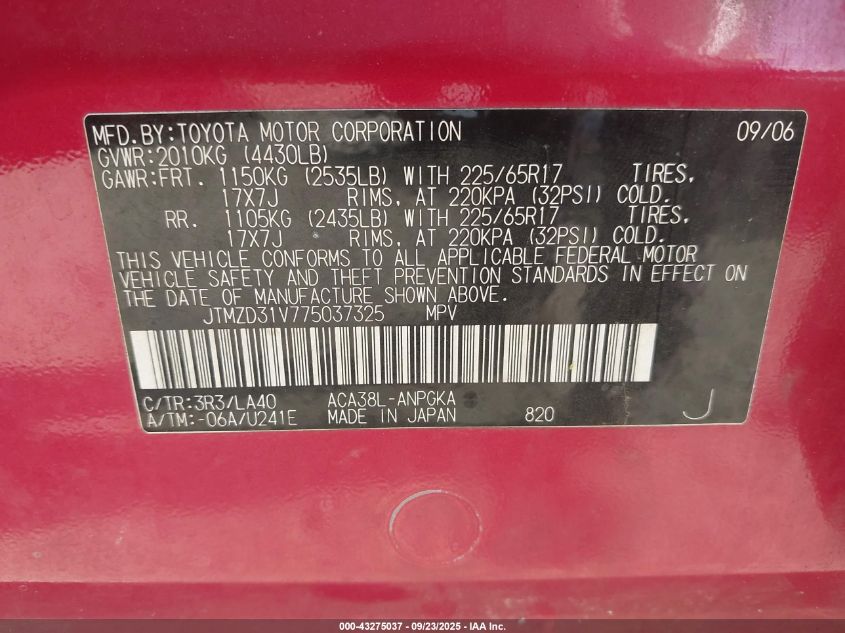 MFD.BY:TOYOTA MOTOR CORPORATION 09/06
GVWR:2010KG (4430LB)
GAWR:FRT. 1150KG (2535LB) WITH 225/65R17 TIRES,
17X7J RIMS, AT 220KPA (32PSI) COLD.
RR. 1105KG (2435LB) WITH 225/65R17 TIRES,
17X7J RIMS, AT 220KPA (32PSI) COLD.
THIS VEHICLE CONFORMS TO ALL APPLICABLE FEDERAL MOTOR
VEHICLE SAFETY AND THEFT PREVENTION STANDARDS IN EFFECT ON
THE DATE OF MANUFACTURE SHOWN ABOVE.
JTMZD31V775037325 MPV
C/TR:3R3/LA40 ACA38L-ANPGKA
A/TM:-06A/U241E MADE IN JAPAN 820 J
000-43275037 - 09/23/2025 - IAA Inc.